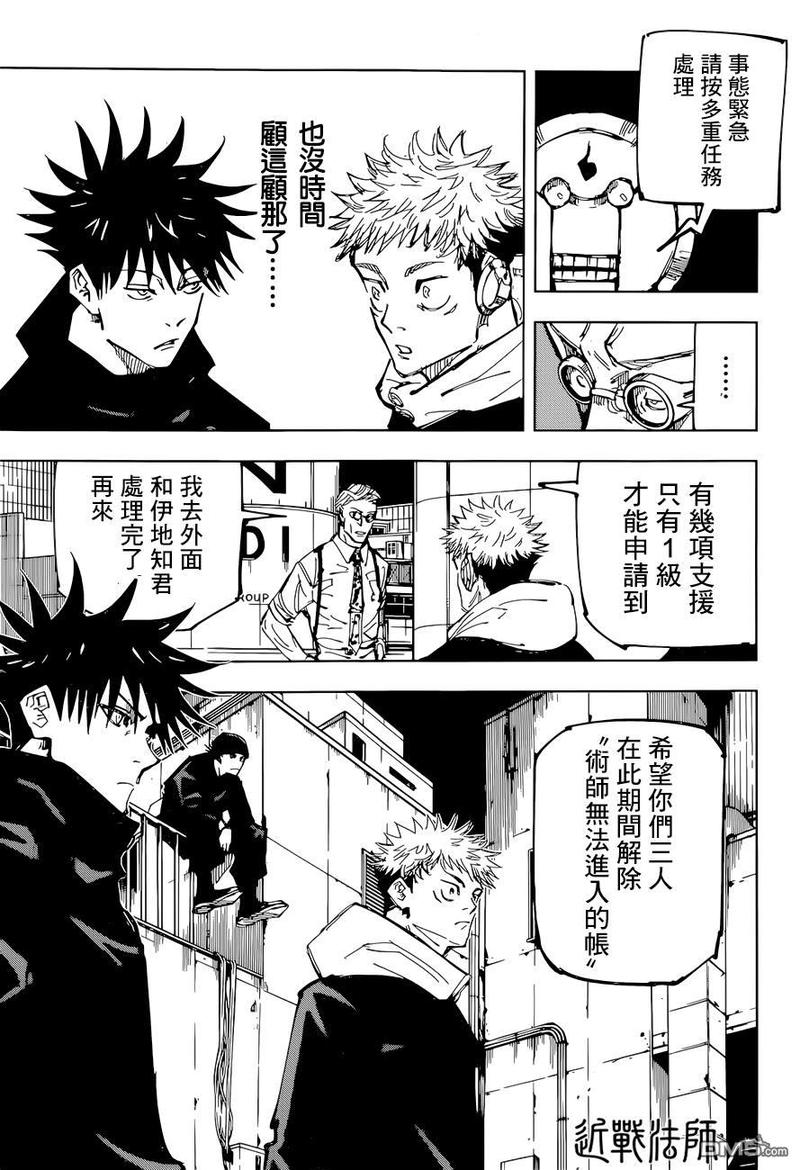 事態緊急
請按多重任務
處理
也沒時間
顧這顧那了……
……
有幾項支援
只有1級
才能申請到
我去外面
和伊地知君
處理完了
再來
DI
ROUP
希望你們三人
在此期間解除
〝術師無法進入的帳〞
近戰法師